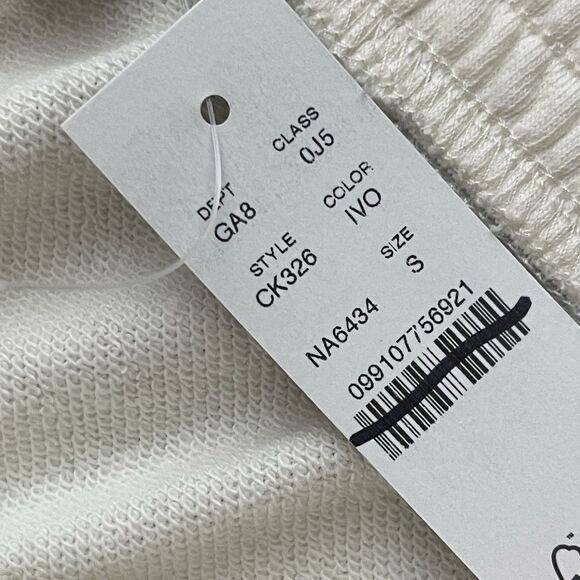 DEPT CLASS
GA8 0J5
STYLE COLOR
CK326 IVO
SIZE
NA6434 S
099107756921